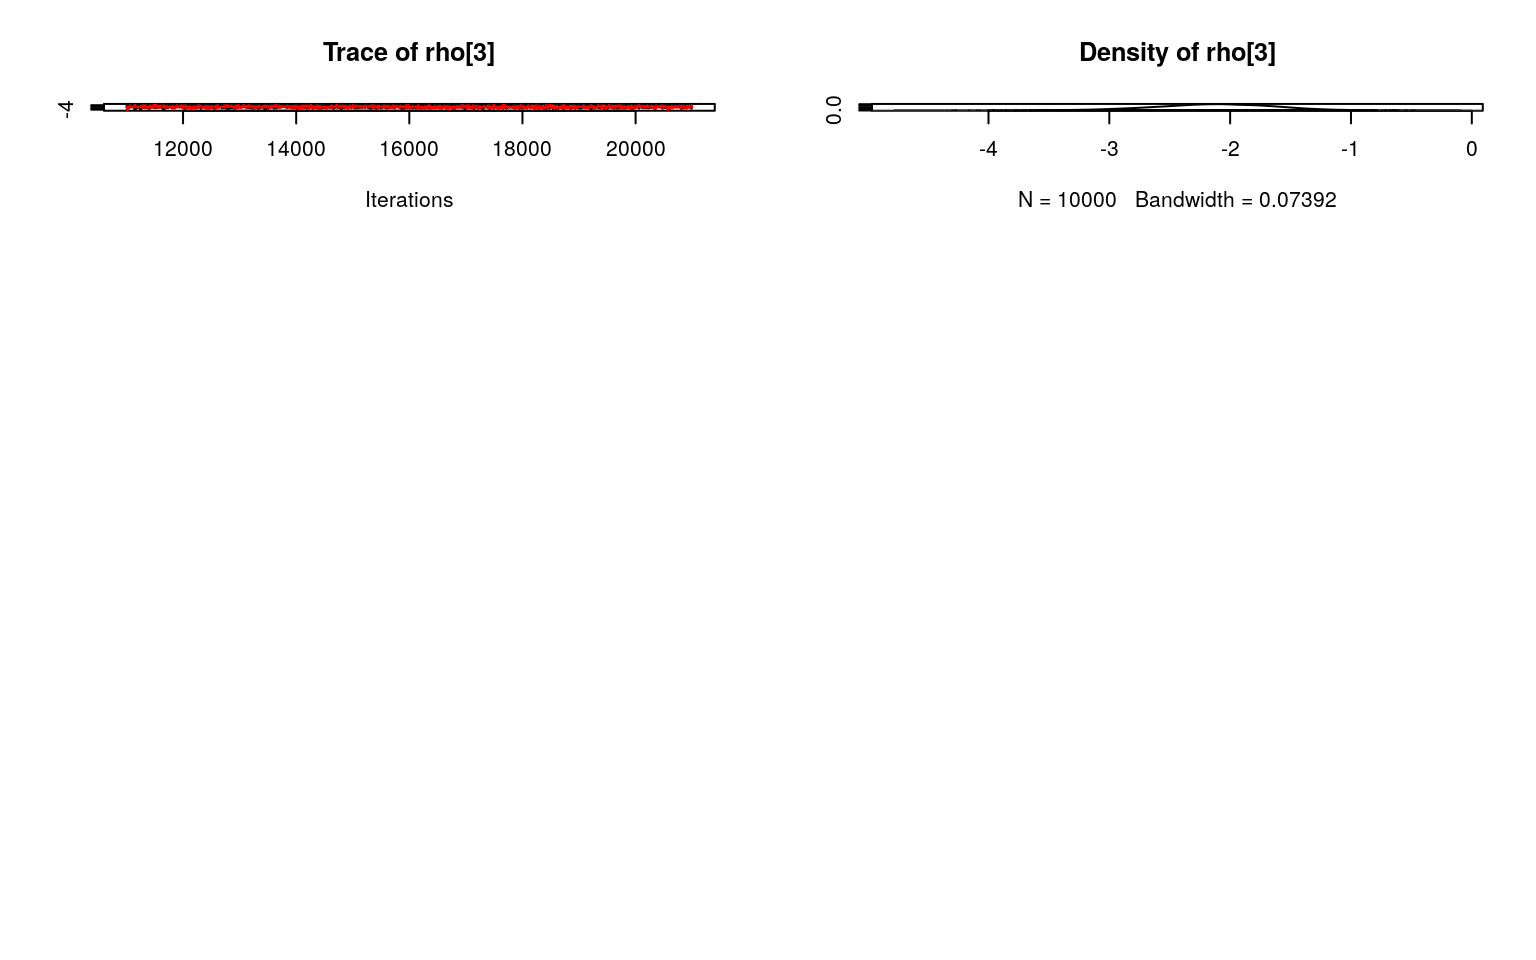 Trace of rho[3]
-4
12000 14000 16000 18000 20000
Iterations
Density of rho[3]
0.0
-4 -3 -2 -1 0
N = 10000 Bandwidth = 0.07392